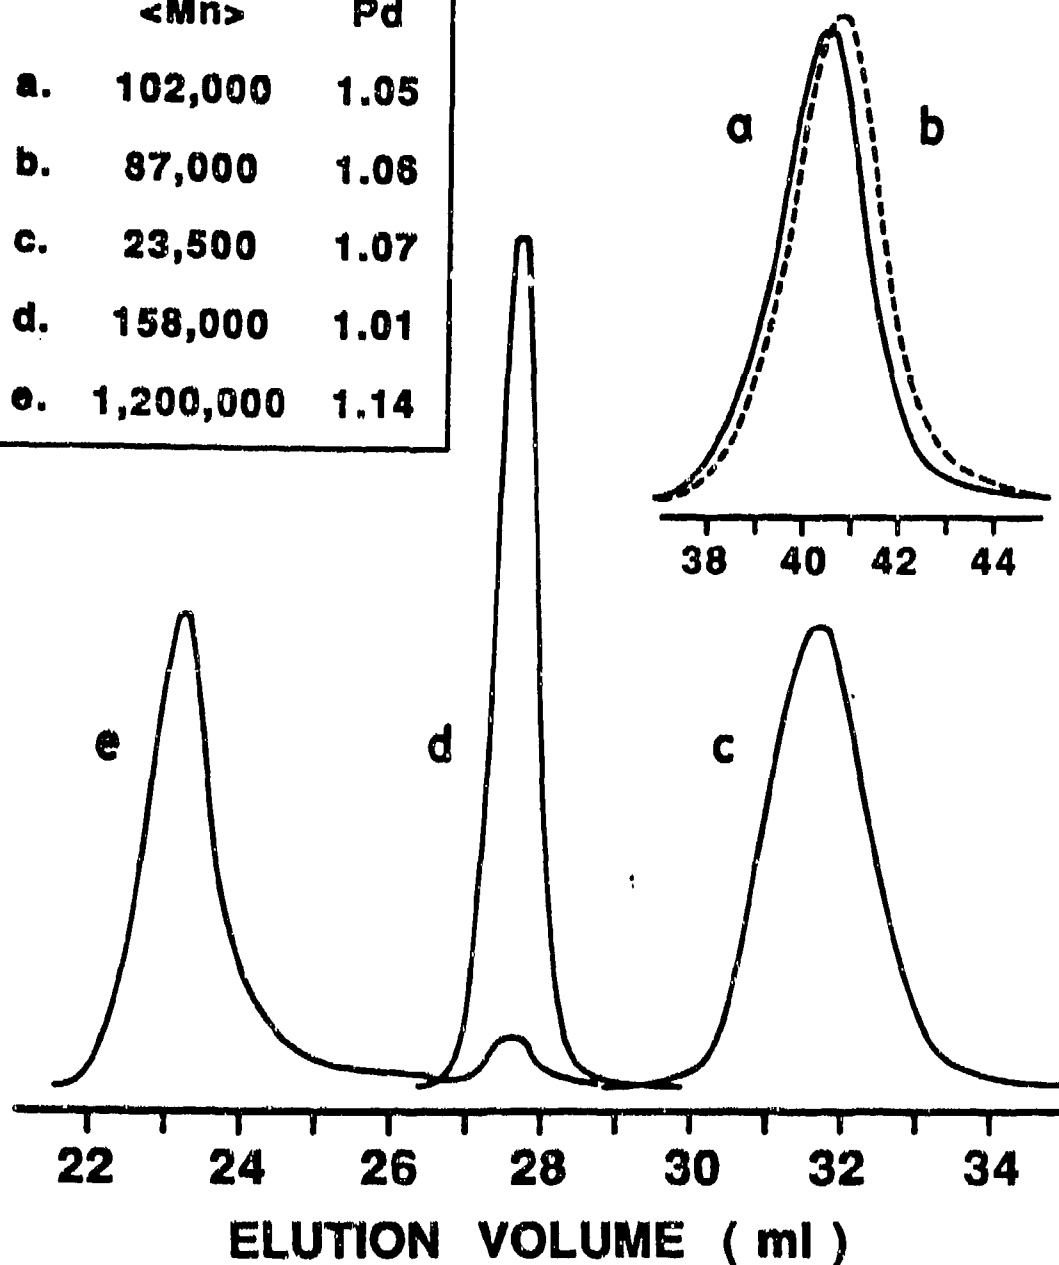 <Mn> Pd
a. 102,000 1.05
b. 87,000 1.06
c. 23,500 1.07
d. 158,000 1.01
e. 1,200,000 1.14
a b
38 40 42 44
e d c
22 24 26 28 30 32 34
ELUTION VOLUME ( ml )